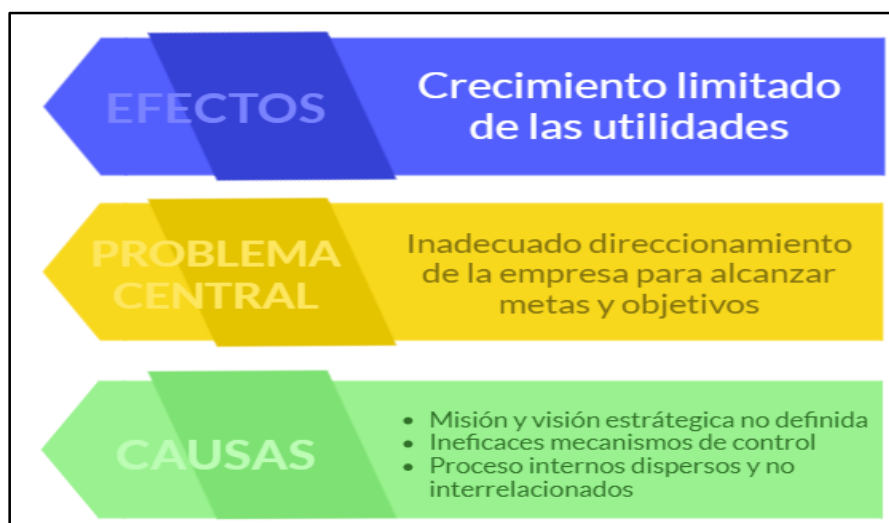 EFECTOS
Crecimiento limitado
de las utilidades
PROBLEMA
CENTRAL
Inadecuado direccionamiento
de la empresa para alcanzar
metas y objetivos
CAUSAS
• Misión y visión estrátegica no definida
• Ineficaces mecanismos de control
• Proceso internos dispersos y no
interrelacionados